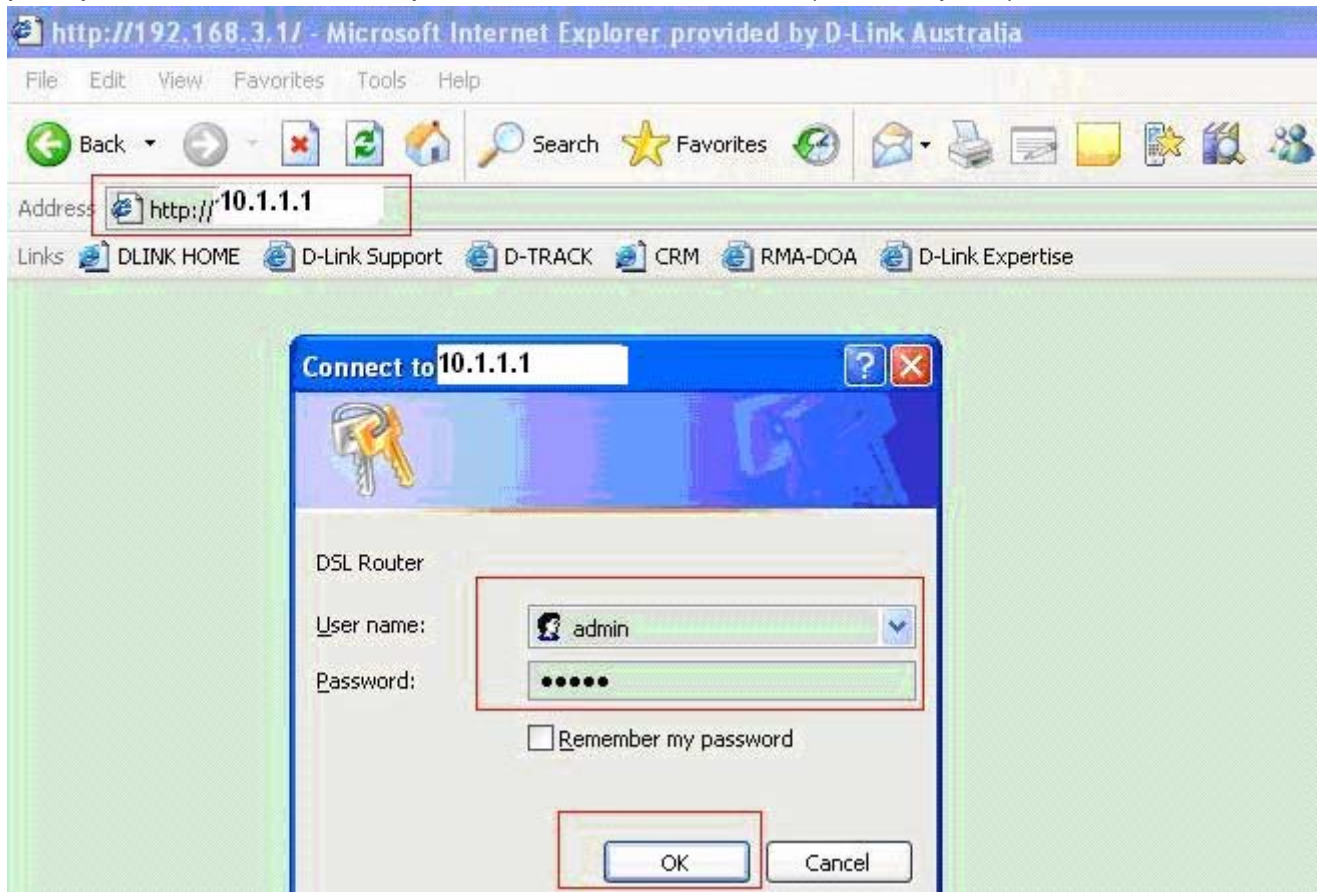 http://192.168.3.1/ - Microsoft Internet Explorer provided by D-Link Australia
File Edit View Favorites Tools Help
Back Search Favorites
Address http:// 10.1.1.1
Links DLINK HOME D-Link Support D-TRACK CRM RMA-DOA D-Link Expertise
Connect to 10.1.1.1
DSL Router
User name: admin
Password: •••••
Remember my password
OK Cancel